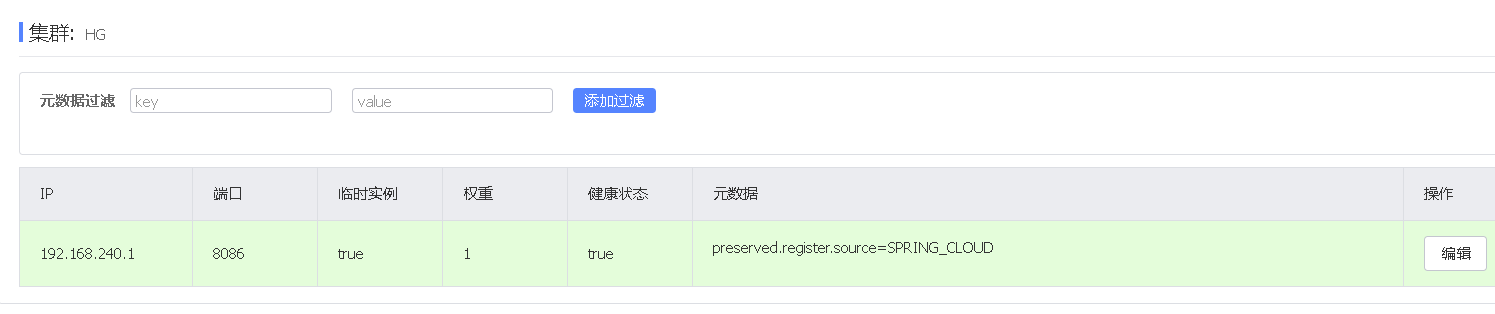 集群: HG
元数据过滤 key value 添加过滤
IP 端口 临时实例 权重 健康状态 元数据 操作
192.168.240.1 8086 true 1 true preserved.register.source=SPRING_CLOUD 编辑